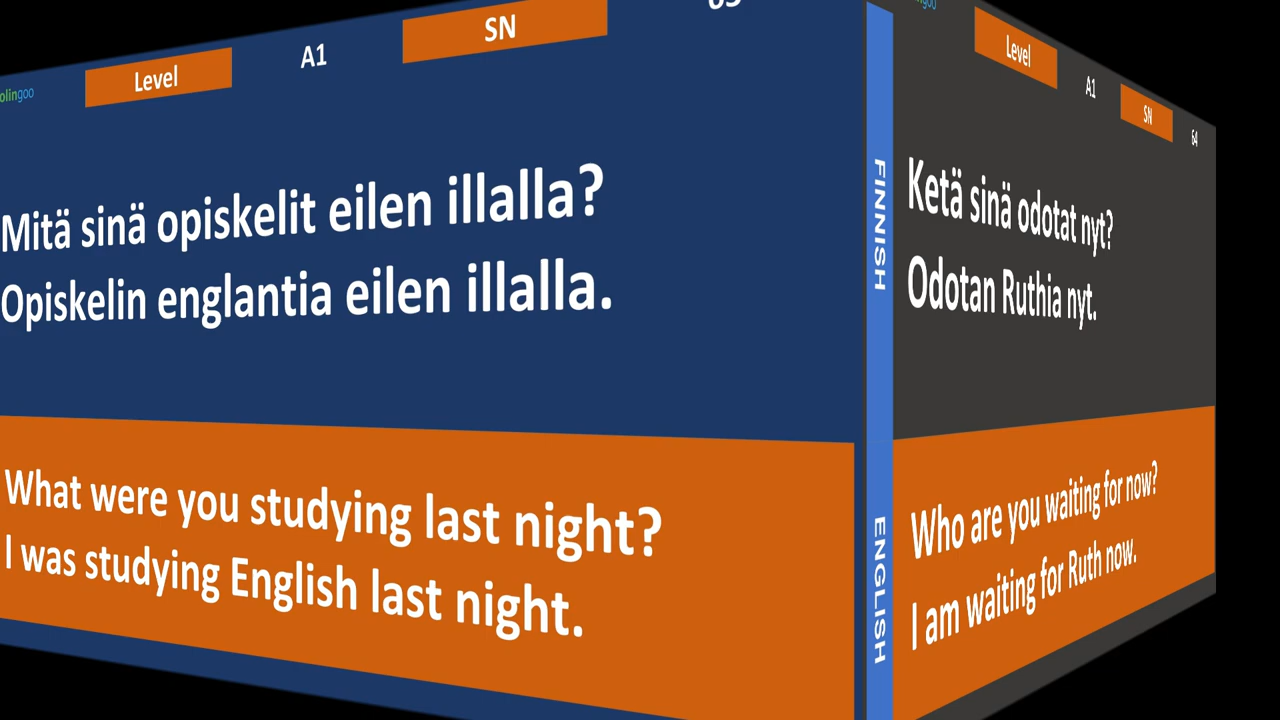 olingoo
Level
A1
SN
Mitä sinä opiskelit eilen illalla?
Opiskelin englantia eilen illalla.
What were you studying last night?
I was studying English last night.
FINNISH
ENGLISH
Level
A1
SN
64
Ketä sinä odotat nyt?
Odotan Ruthia nyt.
Who are you waiting for now?
I am waiting for Ruth now.